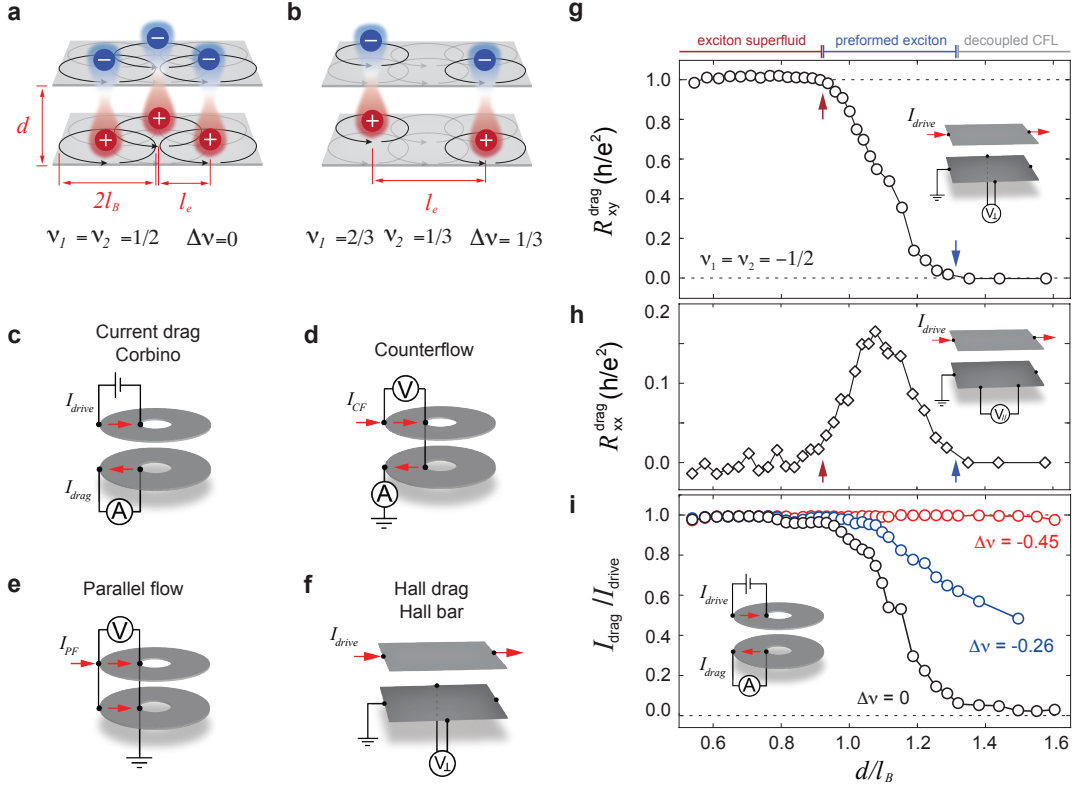 a
b
d
2l_B
l_e
l_e
ν_1 = ν_2 = 1/2 Δν=0
ν_1 = 2/3 ν_2 = 1/3 Δν= 1/3
c
Current drag
Corbino
I_drive
I_drag
A
d
Counterflow
V
I_CF
A
e
Parallel flow
V
I_PF
f
Hall drag
Hall bar
I_drive
V_⊥
g
exciton superfluid
preformed exciton
decoupled CFL
R_xy^drag (h/e²)
1.0
0.8
0.6
0.4
0.2
0.0
I_drive
V_⊥
ν_1 = ν_2 = −1/2
h
R_xx^drag (h/e²)
0.2
0.1
0.0
I_drive
V_//
i
I_drag / I_drive
1.0
0.8
0.6
0.4
0.2
0.0
Δν = -0.45
Δν = -0.26
Δν = 0
I_drive
I_drag
A
0.6 0.8 1.0 1.2 1.4 1.6
d/l_B